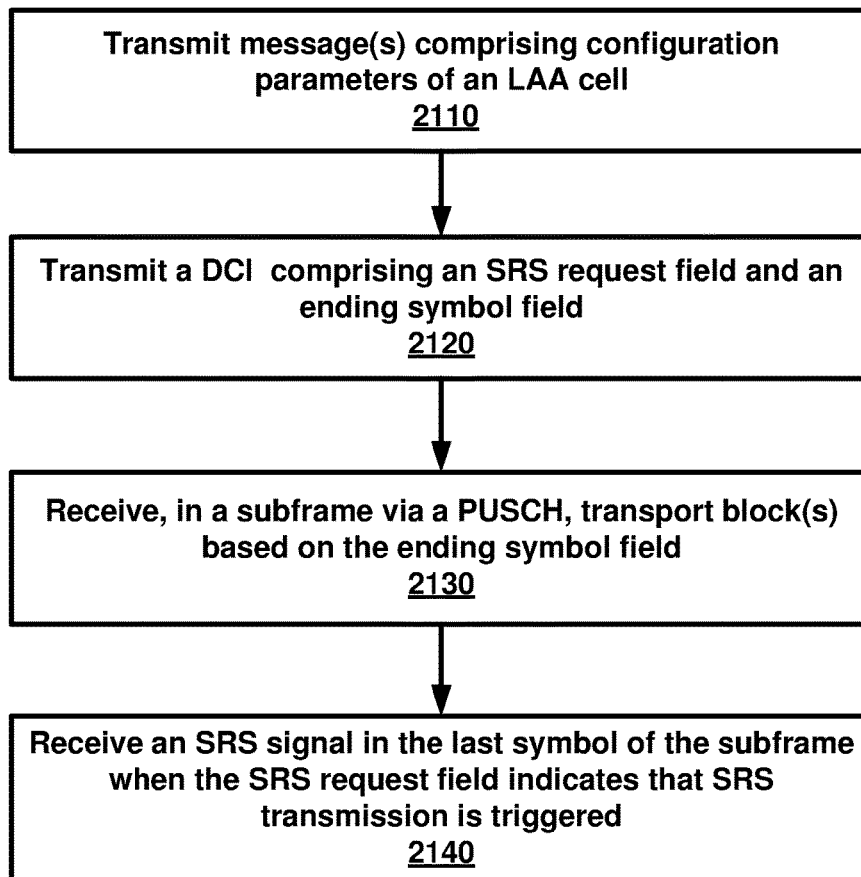 Transmit message(s) comprising configuration
parameters of an LAA cell
2110
Transmit a DCI comprising an SRS request field and an
ending symbol field
2120
Receive, in a subframe via a PUSCH, transport block(s)
based on the ending symbol field
2130
Receive an SRS signal in the last symbol of the subframe
when the SRS request field indicates that SRS
transmission is triggered
2140